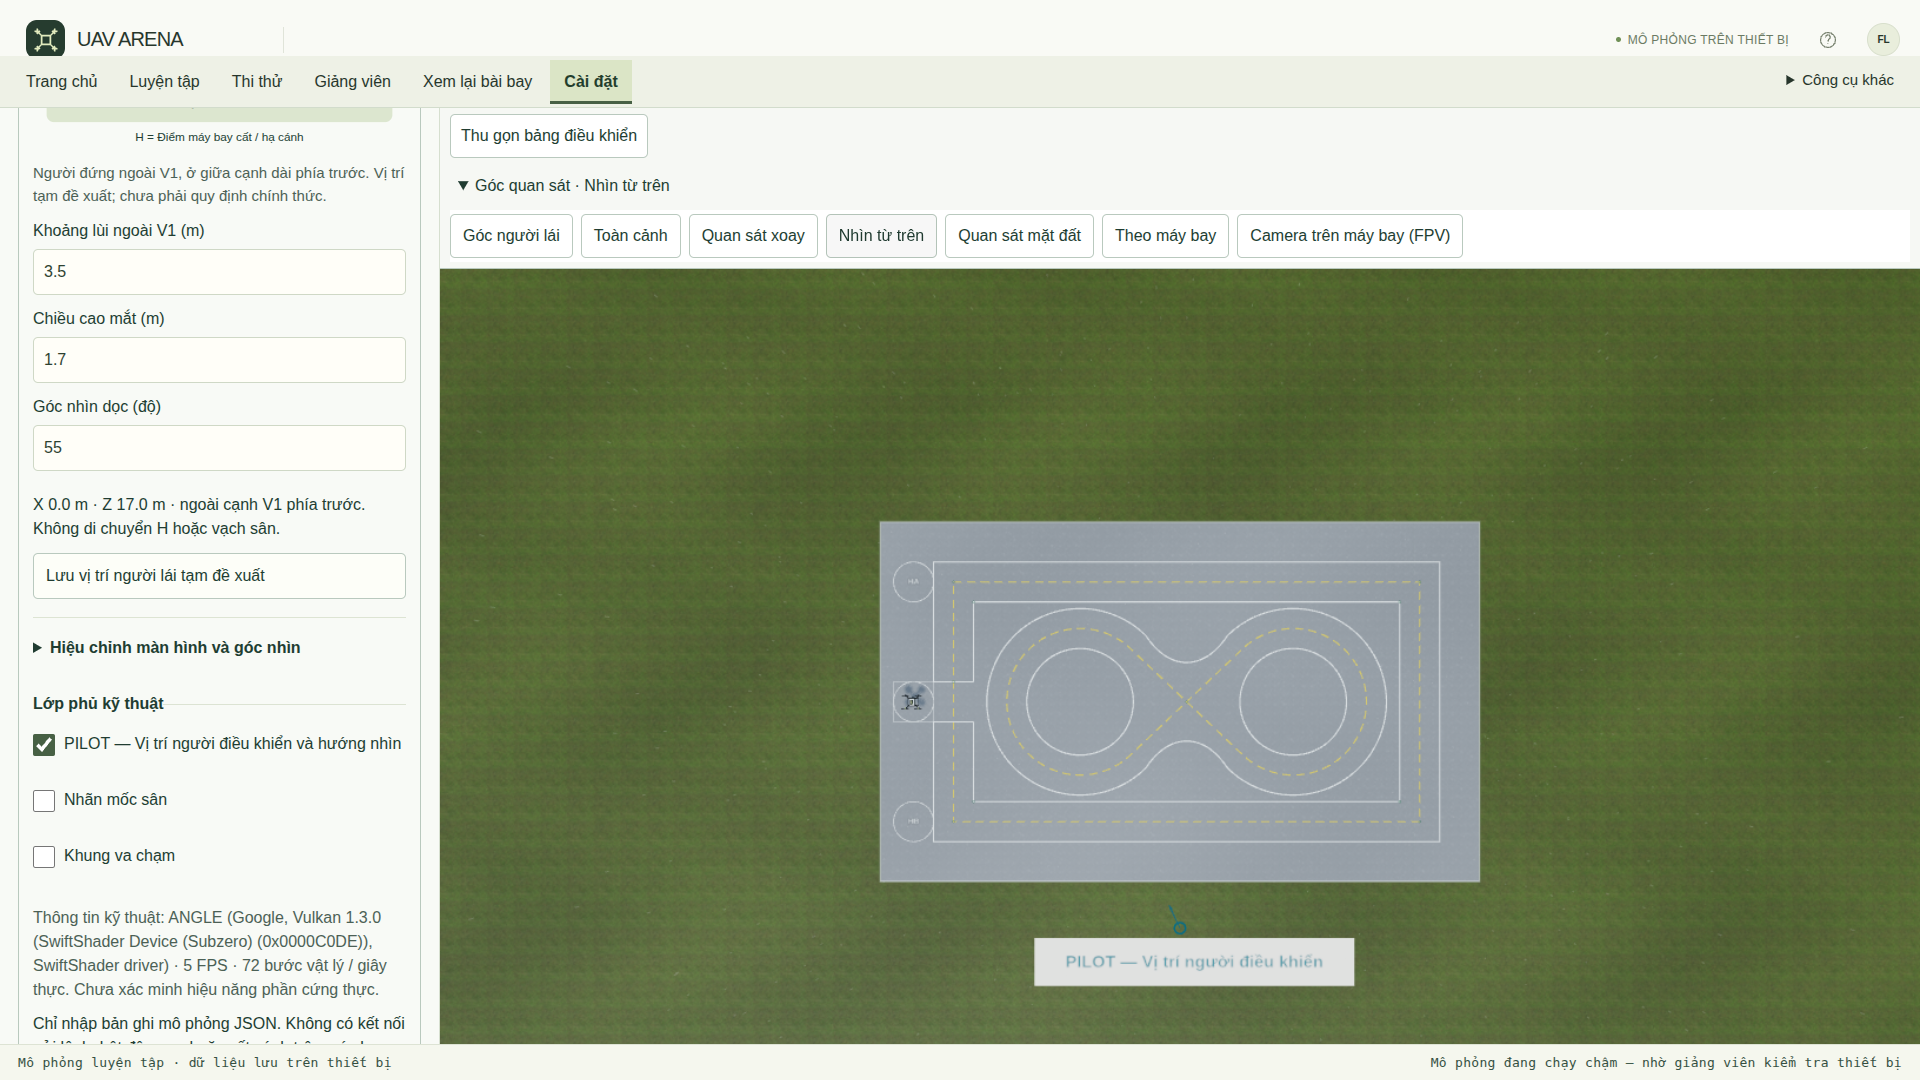 UAV ARENA
MÔ PHỎNG TRÊN THIẾT BỊ
FL
Trang chủ
Luyện tập
Thi thử
Giảng viên
Xem lại bài bay
Cài đặt
Công cụ khác
H = Điểm máy bay cất / hạ cánh
Người đứng ngoài V1, ở giữa cạnh dài phía trước. Vị trí
tạm đề xuất; chưa phải quy định chính thức.
Khoảng lùi ngoài V1 (m)
3.5
Chiều cao mắt (m)
1.7
Góc nhìn dọc (độ)
55
X 0.0 m · Z 17.0 m · ngoài cạnh V1 phía trước.
Không di chuyển H hoặc vạch sân.
Lưu vị trí người lái tạm đề xuất
Hiệu chỉnh màn hình và góc nhìn
Lớp phủ kỹ thuật
PILOT — Vị trí người điều khiển và hướng nhìn
Nhãn mốc sân
Khung va chạm
Thông tin kỹ thuật: ANGLE (Google, Vulkan 1.3.0
(SwiftShader Device (Subzero) (0x0000C0DE)),
SwiftShader driver) · 5 FPS · 72 bước vật lý / giây
thực. Chưa xác minh hiệu năng phần cứng thực.
Chỉ nhập bản ghi mô phỏng JSON. Không có kết nối
Thu gọn bảng điều khiển
Góc quan sát · Nhìn từ trên
Góc người lái
Toàn cảnh
Quan sát xoay
Nhìn từ trên
Quan sát mặt đất
Theo máy bay
Camera trên máy bay (FPV)
PILOT — Vị trí người điều khiển
Mô phỏng luyện tập · dữ liệu lưu trên thiết bị
Mô phỏng đang chạy chậm — nhờ giảng viên kiểm tra thiết bị